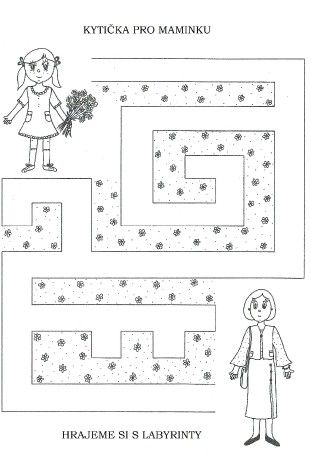 KYTIČKA PRO MAMINKU
HRAJEME SI S LABYRINTY